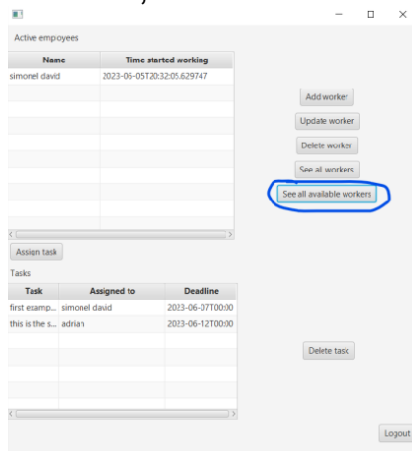 Active empoyees
Name Time started working
simonel david 2023-06-05T20:32:05.629747
Add worker
Update worker
Delete worker
See all workers
See all available workers
Assign task
Tasks
Task Assigned to Deadline
first examp... simonel david 2023-06-07T00:00
this is the s... adrian 2023-06-12T00:00
Delete task
Logout